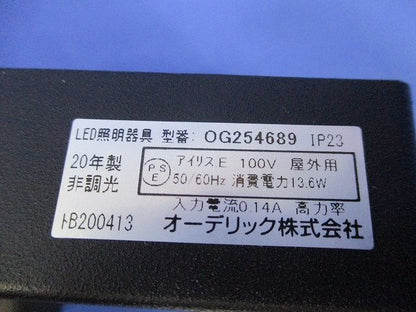 LED照明器具 型番: OG254689 IP23
20年製
非調光
PSE
アイリスE 100V 屋外用
50/60Hz 消費電力13.6W
入力電流0.14A 高力率
トB200413 オーデリック株式会社